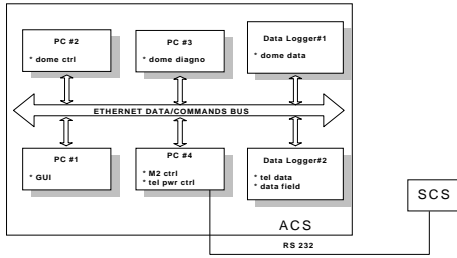 PC #2
* dome ctrl
PC #3
* dome diagno
Data Logger#1
* dome data
ETHERNET DATA/COMMANDS BUS
PC #1
* GUI
PC #4
* M2 ctrl
* tel pwr ctrl
Data Logger#2
* tel data
* data field
SCS
ACS
RS 232